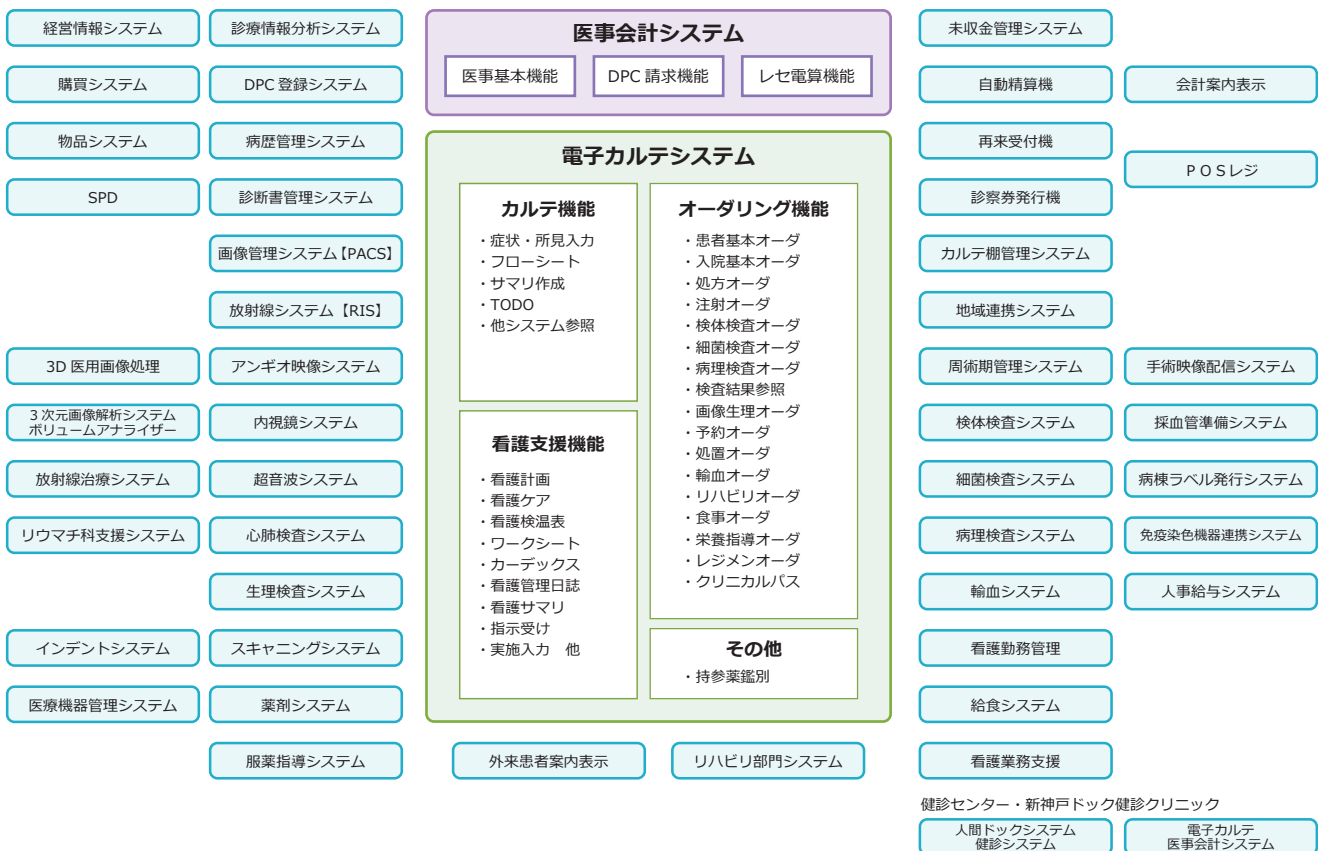 経営情報システム
診療情報分析システム
購買システム
DPC 登録システム
物品システム
病歴管理システム
SPD
診断書管理システム
画像管理システム【PACS】
放射線システム【RIS】
3D 医用画像処理
アンギオ映像システム
3 次元画像解析システム
ボリュームアナライザー
内視鏡システム
放射線治療システム
超音波システム
リウマチ科支援システム
心肺検査システム
生理検査システム
インデントシステム
スキャニングシステム
医療機器管理システム
薬剤システム
服薬指導システム
医事会計システム
医事基本機能
DPC 請求機能
レセ電算機能
電子カルテシステム
カルテ機能
・症状・所見入力
・フローシート
・サマリ作成
・TODO
・他システム参照
看護支援機能
・看護計画
・看護ケア
・看護検温表
・ワークシート
・カーデックス
・看護管理日誌
・看護サマリ
・指示受け
・実施入力　他
オーダリング機能
・患者基本オーダ
・入院基本オーダ
・処方オーダ
・注射オーダ
・検体検査オーダ
・細菌検査オーダ
・病理検査オーダ
・検査結果参照
・画像生理オーダ
・予約オーダ
・処置オーダ
・輸血オーダ
・リハビリオーダ
・食事オーダ
・栄養指導オーダ
・レジメンオーダ
・クリニカルパス
その他
・持参薬鑑別
外来患者案内表示
リハビリ部門システム
未収金管理システム
自動精算機
会計案内表示
再来受付機
ＰＯＳレジ
診察券発行機
カルテ棚管理システム
地域連携システム
周術期管理システム
手術映像配信システム
検体検査システム
採血管準備システム
細菌検査システム
病棟ラベル発行システム
病理検査システム
免疫染色機器連携システム
輸血システム
人事給与システム
看護勤務管理
給食システム
看護業務支援
健診センター・新神戸ドック健診クリニック
人間ドックシステム
健診システム
電子カルテ
医事会計システム